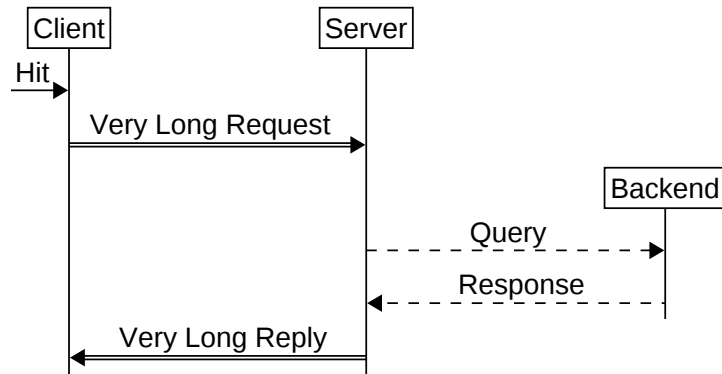 Client
Server
Hit
Very Long Request
Backend
Query
Response
Very Long Reply